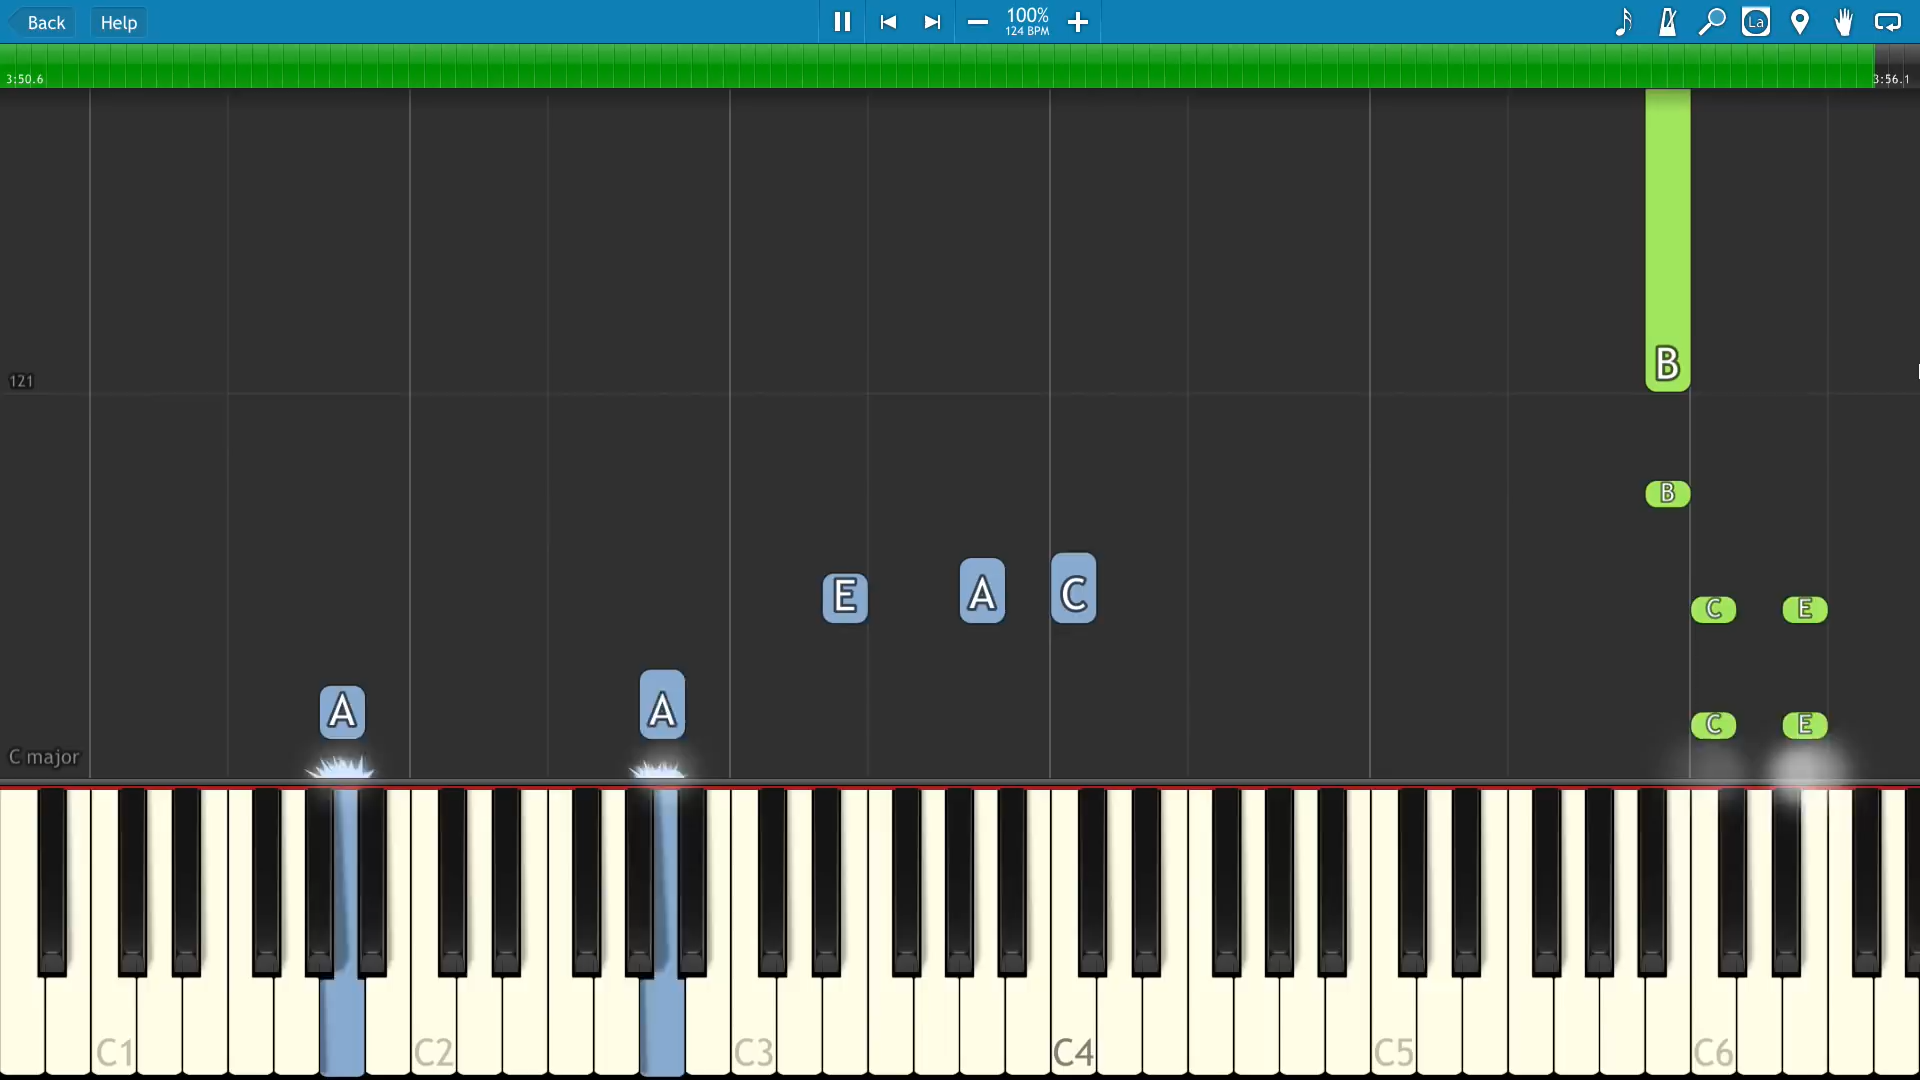 Back Help 100% La
124 BPM
3:50.6 3:56.1
B
121
B
E A C
C E
A A
C E
C major
C1 C2 C3 C4 C5 C6